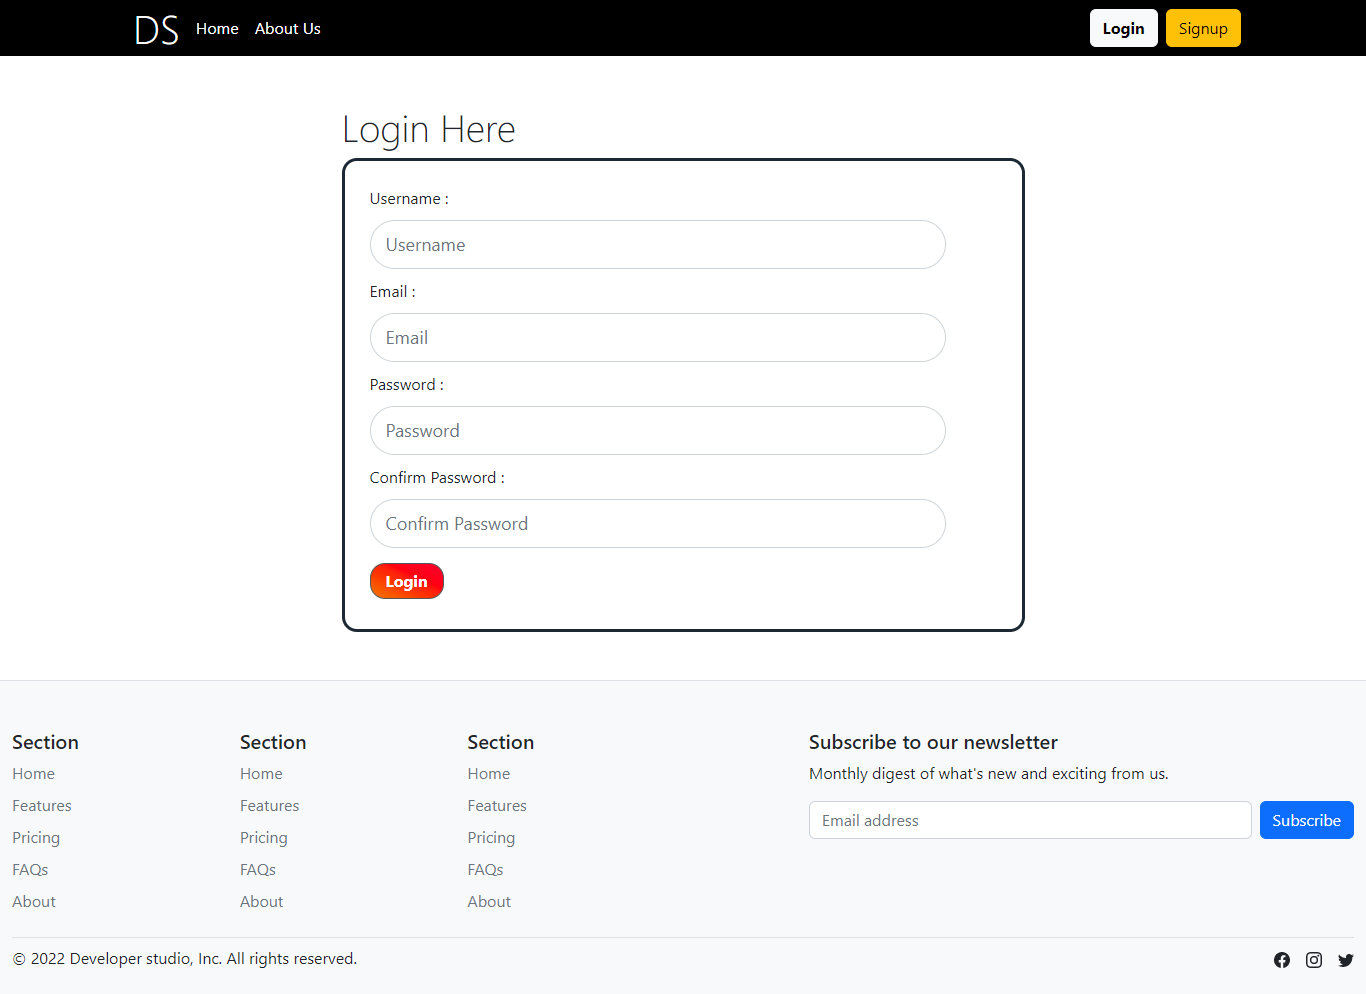 DS Home About Us Login Signup
Login Here
Username :
Username
Email :
Email
Password :
Password
Confirm Password :
Confirm Password
Login
Section
Home
Features
Pricing
FAQs
About
Section
Home
Features
Pricing
FAQs
About
Section
Home
Features
Pricing
FAQs
About
Subscribe to our newsletter
Monthly digest of what's new and exciting from us.
Email address Subscribe
© 2022 Developer studio, Inc. All rights reserved.